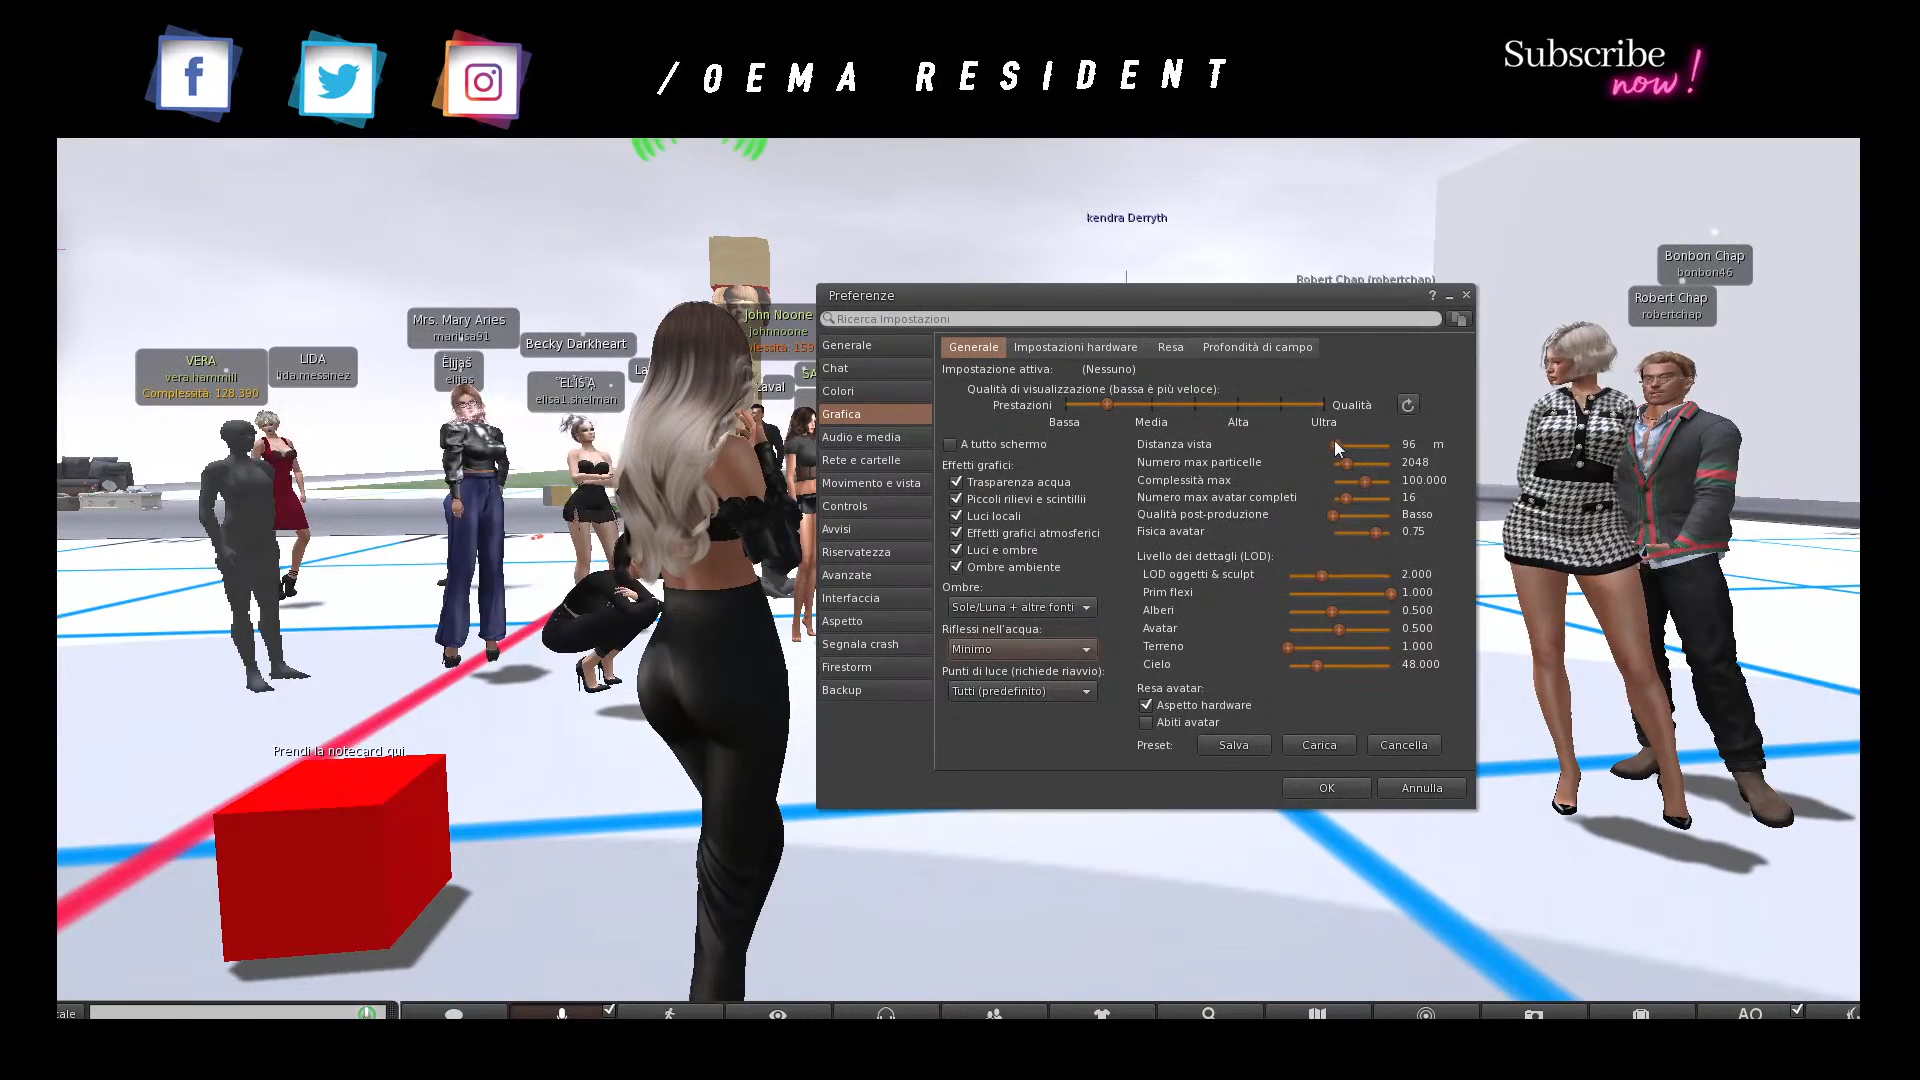 f
/OEMA RESIDENT
Subscribe
now!
kendra Derryth
Robert Chap (robertchap)
Bonbon Chap
bonbon46
Robert Chap
robertchap
Mrs. Mary Aries
marilisa91
Becky Darkheart
Elijas
elijas
VERA
vera.hammill
Complessità: 128.390
LIDA
lida.messinez
ELISA
elisa1.shelman
La
John Noone
johnnoone
Laval
SA
Prendi la notecard qui
Preferenze
? _ ×
Ricerca Impostazioni
Generale
Chat
Colori
Grafica
Audio e media
Rete e cartelle
Movimento e vista
Controls
Avvisi
Riservatezza
Avanzate
Interfaccia
Aspetto
Segnala crash
Firestorm
Backup
Generale Impostazioni hardware Resa Profondità di campo
Impostazione attiva: (Nessuno)
Qualità di visualizzazione (bassa è più veloce):
Prestazioni Qualità
Bassa Media Alta Ultra
A tutto schermo
Effetti grafici:
Trasparenza acqua
Piccoli rilievi e scintillii
Luci locali
Effetti grafici atmosferici
Luci e ombre
Ombre ambiente
Ombre:
Sole/Luna + altre fonti
Riflessi nell'acqua:
Minimo
Punti di luce (richiede riavvio):
Tutti (predefinito)
Distanza vista 96 m
Numero max particelle 2048
Complessità max 100.000
Numero max avatar completi 16
Qualità post-produzione Basso
Fisica avatar 0.75
Livello dei dettagli (LOD):
LOD oggetti & sculpt 2.000
Prim flexi 1.000
Alberi 0.500
Avatar 0.500
Terreno 1.000
Cielo 48.000
Resa avatar:
Aspetto hardware
Abiti avatar
Preset: Salva Carica Cancella
OK Annulla
cale
AO